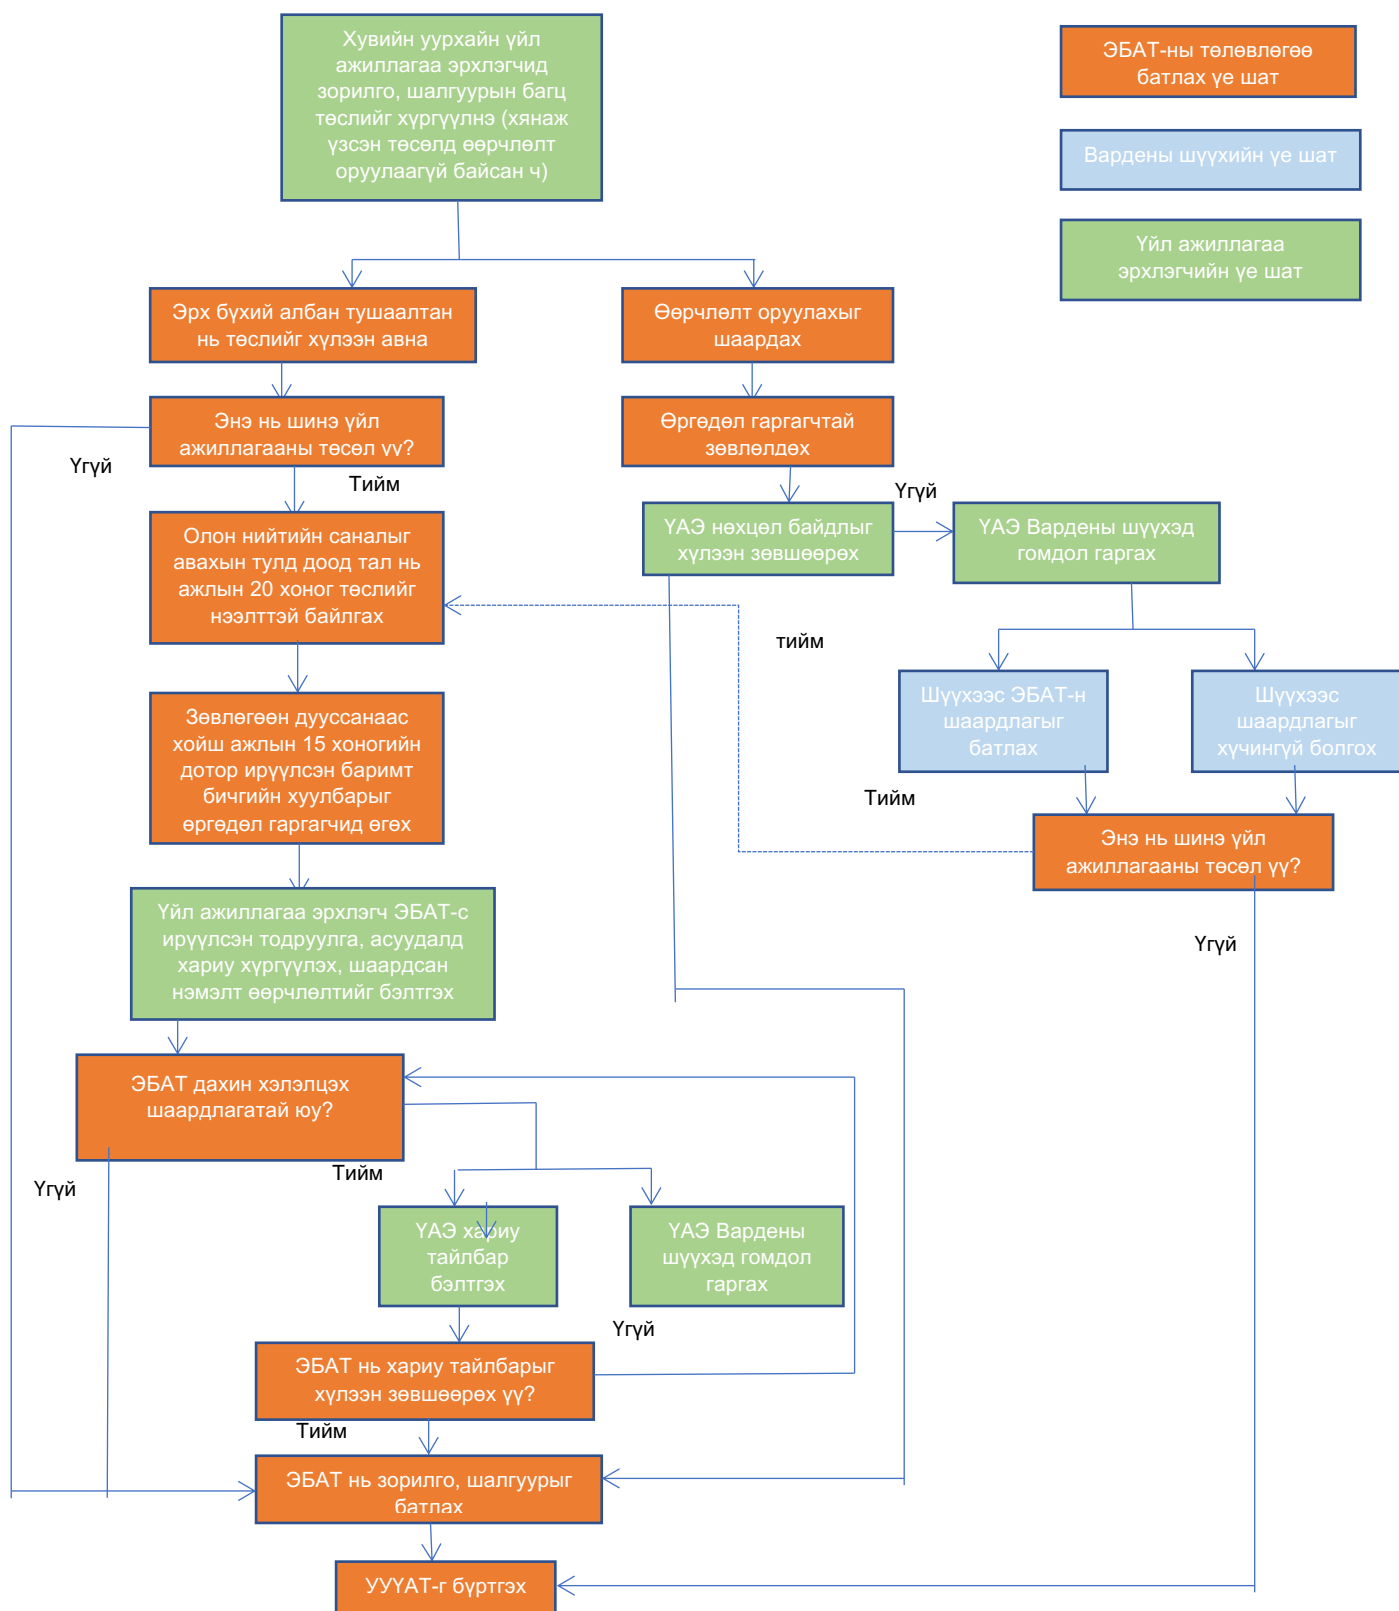 Хувийн уурхайн үйл
ажиллагаа эрхлэгчид
зорилго, шалгуурын багц
төслийг хүргүүлнэ (хянаж
үзсэн төсөлд өөрчлөлт
оруулаагүй байсан ч)
ЭБАТ-ны төлөвлөгөө
батлах үе шат
Вардены шүүхийн үе шат
Үйл ажиллагаа
эрхлэгчийн үе шат
Эрх бүхий албан тушаалтан
нь төслийг хүлээн авна
Өөрчлөлт оруулахыг
шаардах
Энэ нь шинэ үйл
ажиллагааны төсөл үү?
Өргөдөл гаргагчтай
зөвлөлдөх
Үгүй
Тийм
Үгүй
Олон нийтийн саналыг
авахын тулд доод тал нь
ажлын 20 хоног төслийг
нээлттэй байлгах
ҮАЭ нөхцөл байдлыг
хүлээн зөвшөөрөх
ҮАЭ Вардены шүүхэд
гомдол гаргах
тийм
Зөвлөгөөн дууссанаас
хойш ажлын 15 хоногийн
дотор ирүүлсэн баримт
бичгийн хуулбарыг
өргөдөл гаргагчид өгөх
Шүүхээс ЭБАТ-н
шаардлагыг
батлах
Шүүхээс
шаардлагыг
хүчингүй болгох
Тийм
Энэ нь шинэ үйл
ажиллагааны төсөл үү?
Үйл ажиллагаа эрхлэгч ЭБАТ-с
ирүүлсэн тодруулга, асуудалд
хариу хүргүүлэх, шаардсан
нэмэлт өөрчлөлтийг бэлтгэх
Үгүй
ЭБАТ дахин хэлэлцэх
шаардлагатай юу?
Үгүй
Тийм
ҮАЭ хариу
тайлбар
бэлтгэх
ҮАЭ Вардены
шүүхэд гомдол
гаргах
Үгүй
ЭБАТ нь хариу тайлбарыг
хүлээн зөвшөөрөх үү?
Тийм
ЭБАТ нь зорилго, шалгуурыг
батлах
УУҮАТ-г бүртгэх